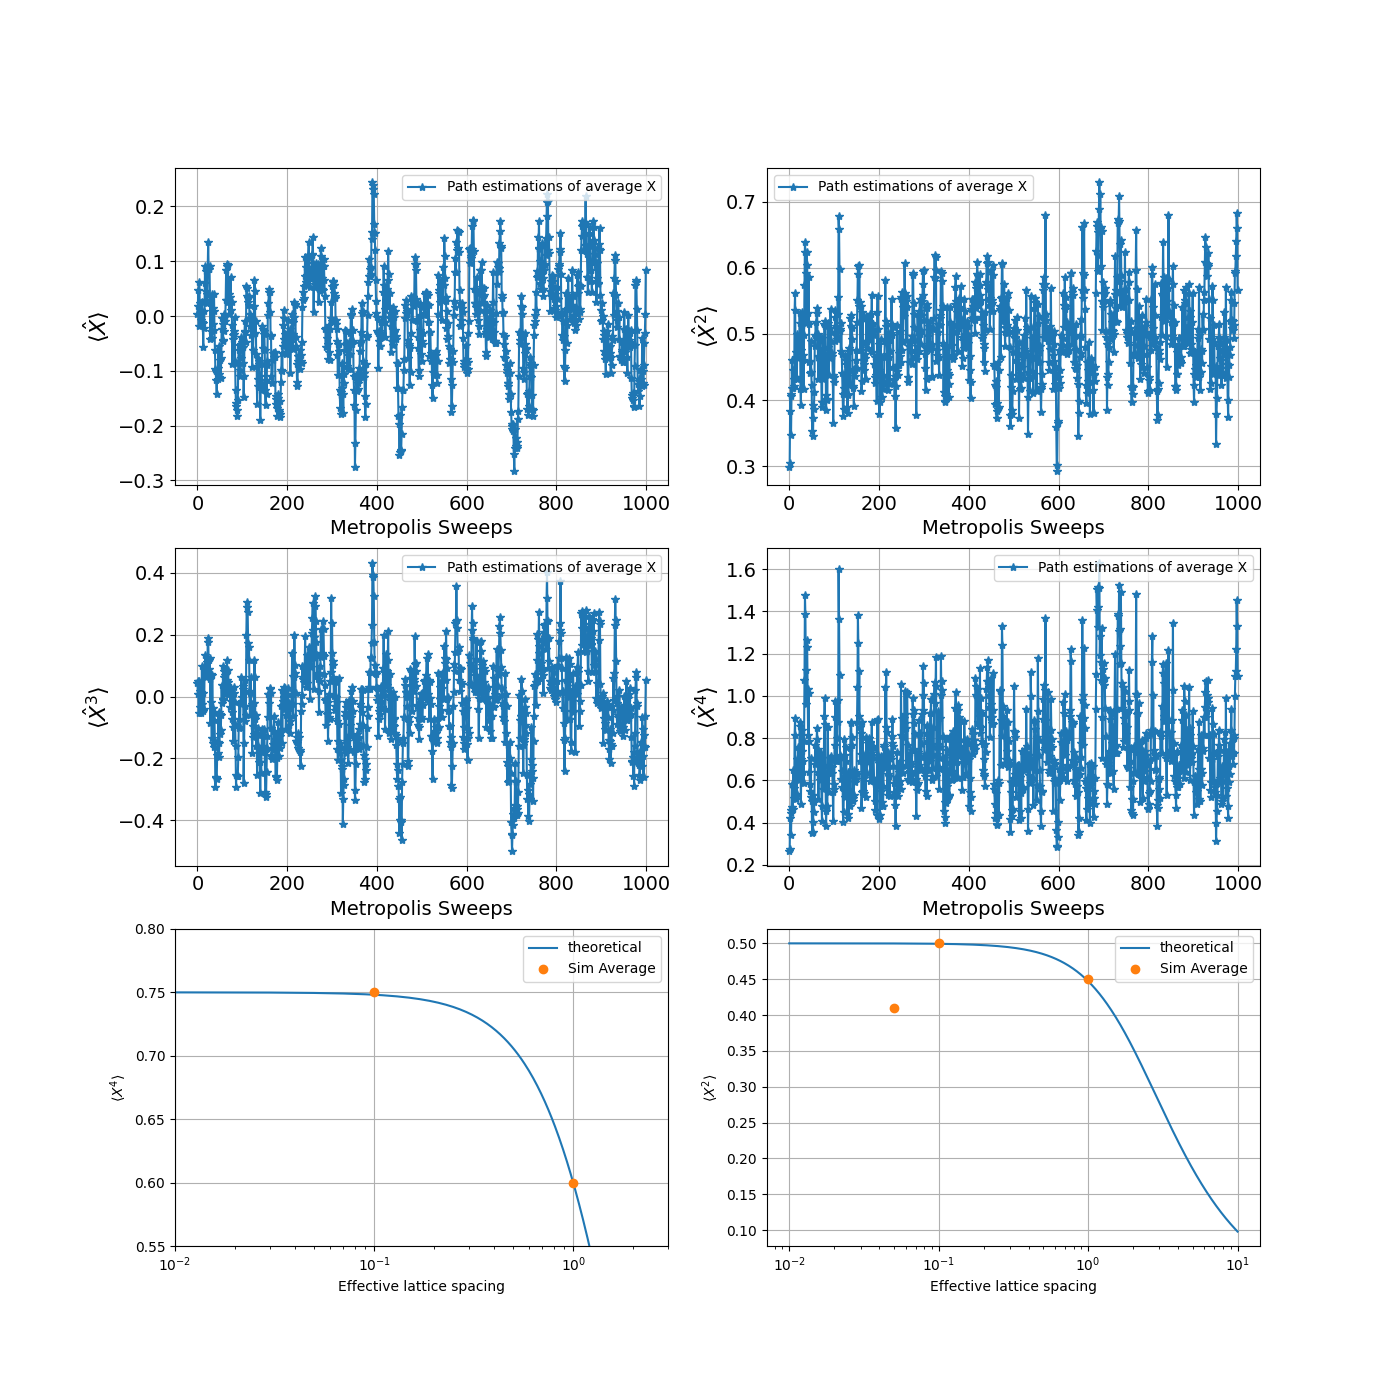 Path estimations of average X
0.2
0.1
0.0
−0.1
−0.2
−0.3
⟨X̂⟩
0 200 400 600 800 1000
Metropolis Sweeps
Path estimations of average X
0.7
0.6
0.5
0.4
0.3
⟨X̂²⟩
0 200 400 600 800 1000
Metropolis Sweeps
Path estimations of average X
0.4
0.2
0.0
−0.2
−0.4
⟨X̂³⟩
0 200 400 600 800 1000
Metropolis Sweeps
Path estimations of average X
1.6
1.4
1.2
1.0
0.8
0.6
0.4
0.2
⟨X̂⁴⟩
0 200 400 600 800 1000
Metropolis Sweeps
theoretical
Sim Average
0.80
0.75
0.70
0.65
0.60
0.55
⟨X⁴⟩
10⁻² 10⁻¹ 10⁰
Effective lattice spacing
theoretical
Sim Average
0.50
0.45
0.40
0.35
0.30
0.25
0.20
0.15
0.10
⟨X²⟩
10⁻² 10⁻¹ 10⁰ 10¹
Effective lattice spacing